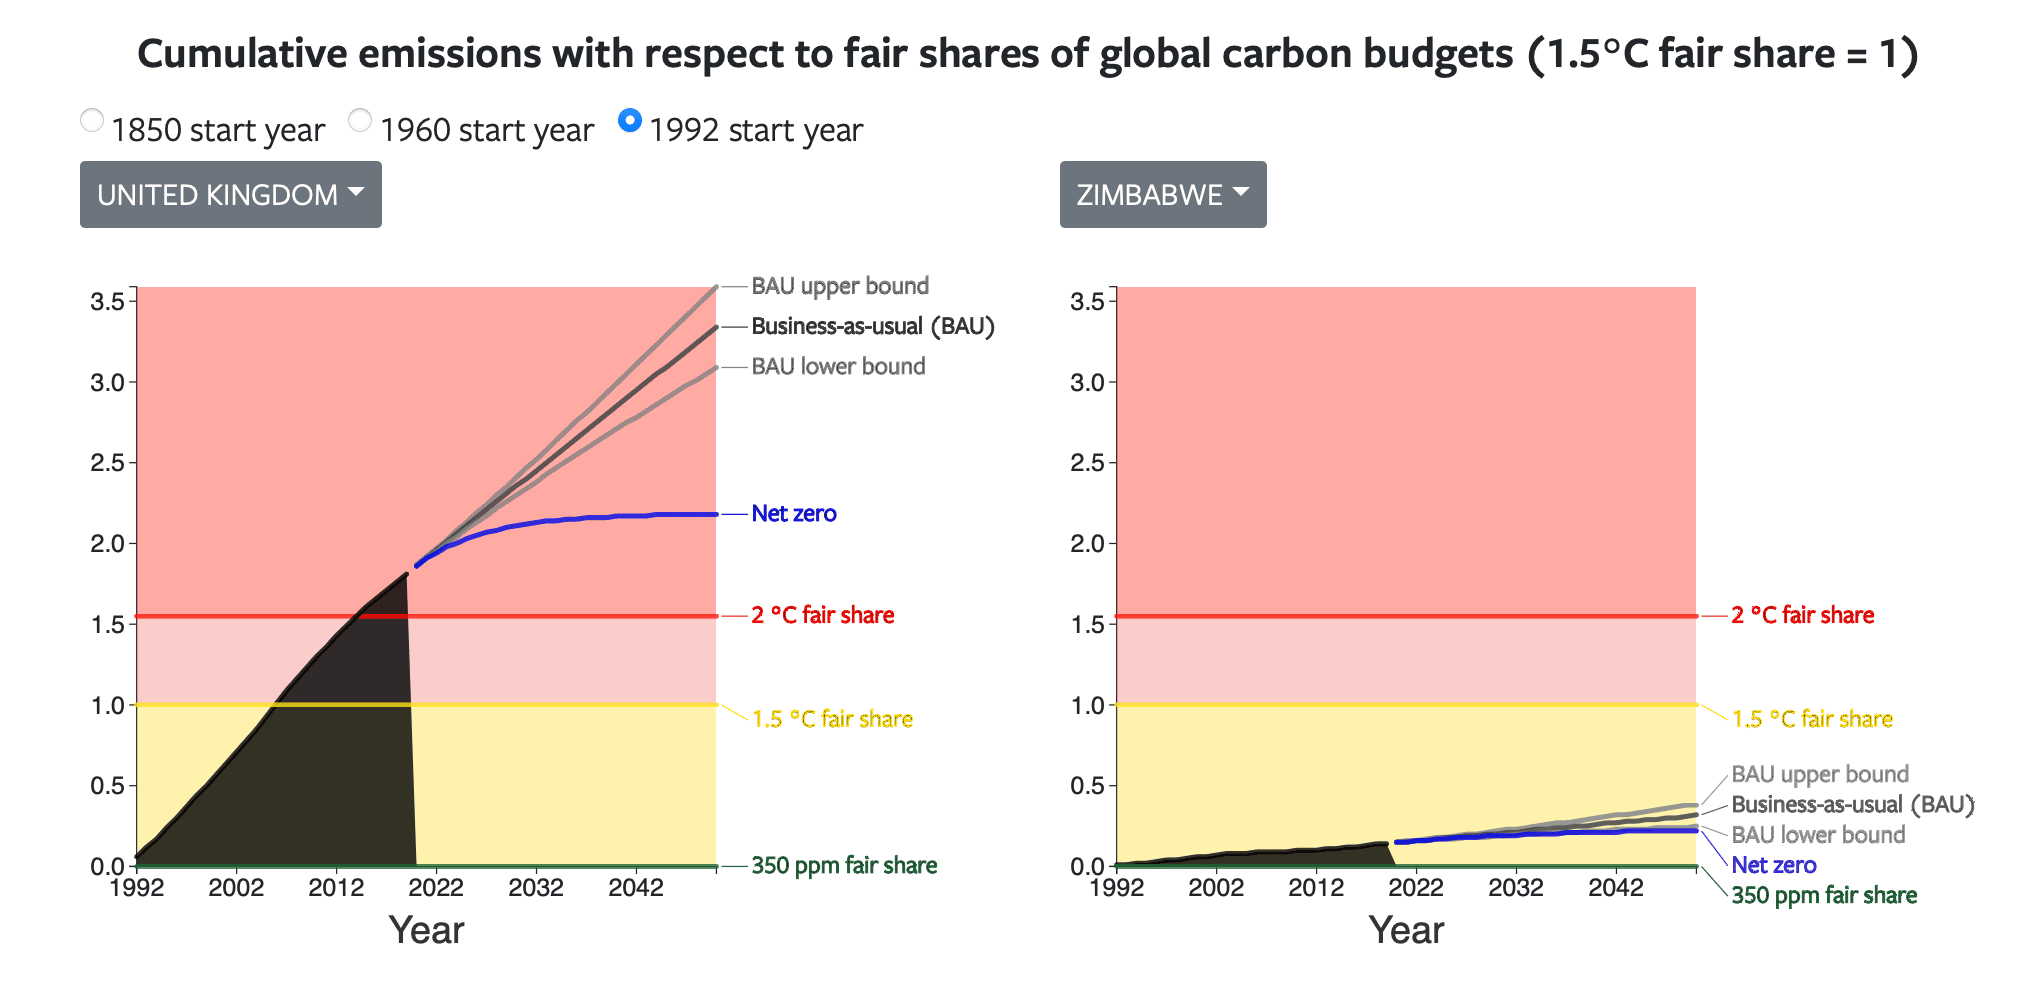 Cumulative emissions with respect to fair shares of global carbon budgets (1.5°C fair share = 1)
1850 start year 1960 start year 1992 start year
UNITED KINGDOM
3.5
3.0
2.5
2.0
1.5
1.0
0.5
0.0
1992 2002 2012 2022 2032 2042
Year
BAU upper bound
Business-as-usual (BAU)
BAU lower bound
Net zero
2 °C fair share
1.5 °C fair share
350 ppm fair share
ZIMBABWE
3.5
3.0
2.5
2.0
1.5
1.0
0.5
0.0
1992 2002 2012 2022 2032 2042
Year
2 °C fair share
1.5 °C fair share
BAU upper bound
Business-as-usual (BAU)
BAU lower bound
Net zero
350 ppm fair share